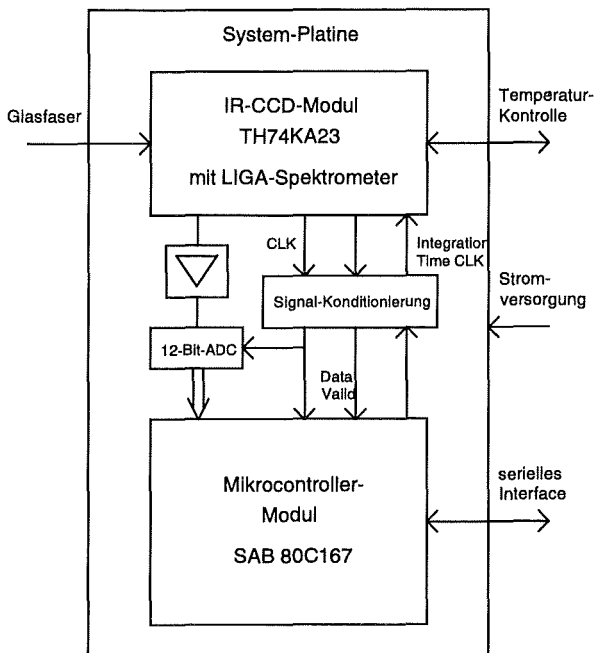 System-Platine
IR-CCD-Modul
TH74KA23
mit LIGA-Spektrometer
Glasfaser
Temperatur-
Kontrolle
CLK
Integration
Time CLK
Signal-Konditionierung
Strom-
versorgung
12-Bit-ADC
Data
Valid
Mikrocontroller-
Modul
SAB 80C167
serielles
Interface